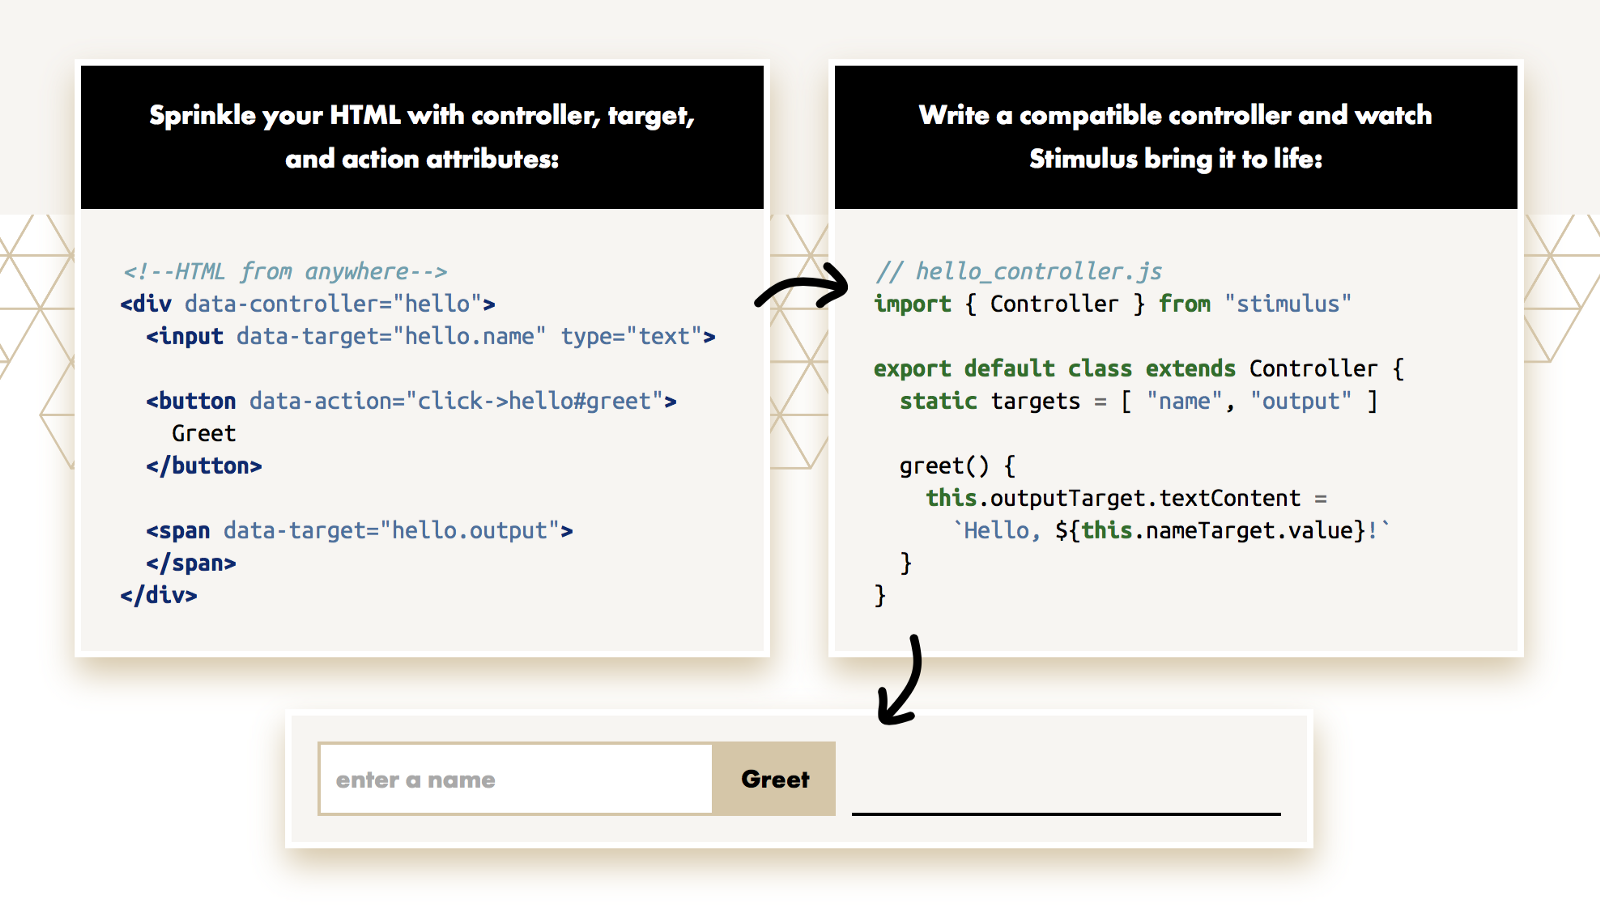 Sprinkle your HTML with controller, target,
and action attributes:
<!--HTML from anywhere-->
<div data-controller="hello">
  <input data-target="hello.name" type="text">

  <button data-action="click->hello#greet">
    Greet
  </button>

  <span data-target="hello.output">
  </span>
</div>
Write a compatible controller and watch
Stimulus bring it to life:
// hello_controller.js
import { Controller } from "stimulus"

export default class extends Controller {
  static targets = [ "name", "output" ]

  greet() {
    this.outputTarget.textContent =
      `Hello, ${this.nameTarget.value}!`
  }
}
enter a name
Greet